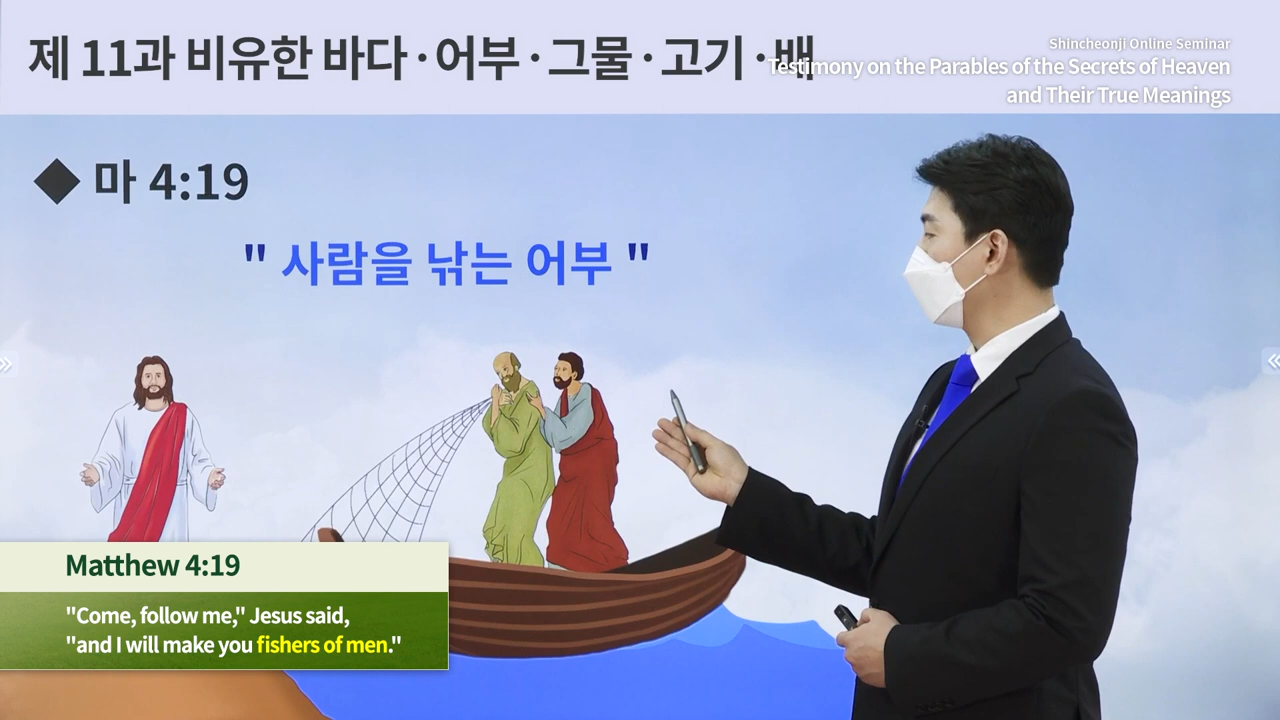 제 11과 비유한 바다·어부·그물·고기·배
Shincheonji Online Seminar
Testimony on the Parables of the Secrets of Heaven
and Their True Meanings
◆ 마 4:19
" 사람을 낚는 어부 "
Matthew 4:19
"Come, follow me," Jesus said,
"and I will make you fishers of men."